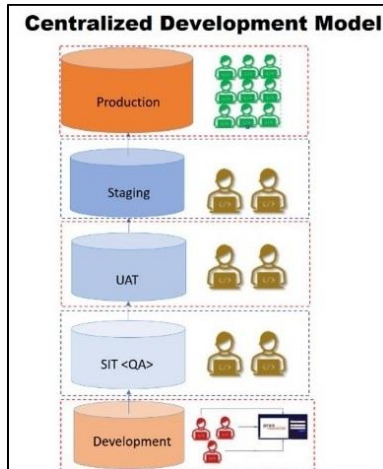 Centralized Development Model
Production
Staging
UAT
SIT <QA>
Development